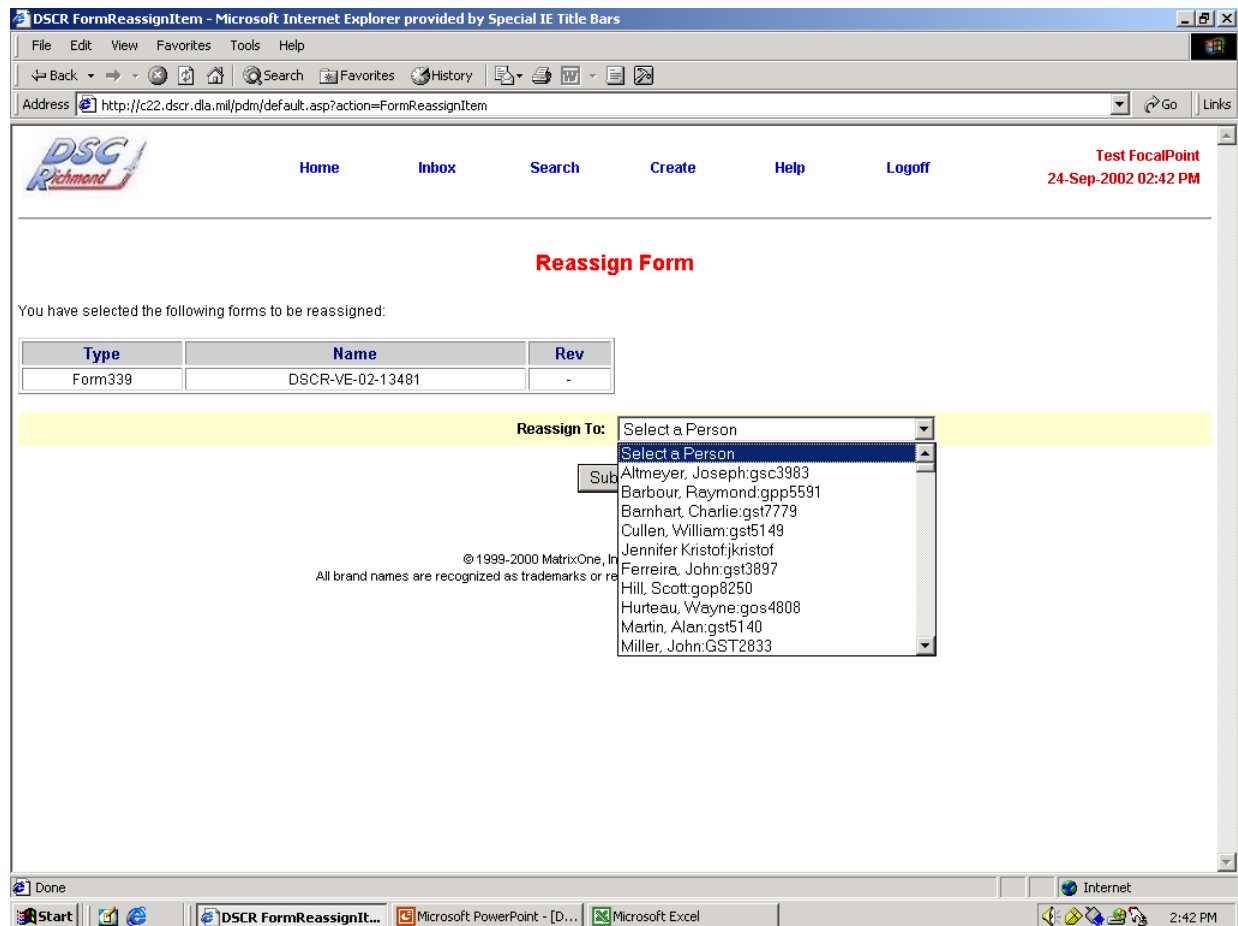 DSCR FormReassignItem - Microsoft Internet Explorer provided by Special IE Title Bars
File Edit View Favorites Tools Help
Back Search Favorites History
Address http://c22.dscr.dla.mil/pdm/default.asp?action=FormReassignItem Go Links
DSC Richmond
Home Inbox Search Create Help Logoff
Test FocalPoint
24-Sep-2002 02:42 PM
Reassign Form
You have selected the following forms to be reassigned:
Type Name Rev
Form339 DSCR-VE-02-13481 -
Reassign To: Select a Person
Select a Person
Altmeyer, Joseph:gsc3983
Sub
Barbour, Raymond:gpp5591
Barnhart, Charlie:gst7779
Cullen, William:gst5149
Jennifer Kristof:jkristof
© 1999-2000 MatrixOne, In
Ferreira, John:gst3897
All brand names are recognized as trademarks or re
Hill, Scott:gop8250
Hurteau, Wayne:gos4808
Martin, Alan:gst5140
Miller, John:GST2833
Done Internet
Start DSCR FormReassignIt... Microsoft PowerPoint - [D... Microsoft Excel 2:42 PM